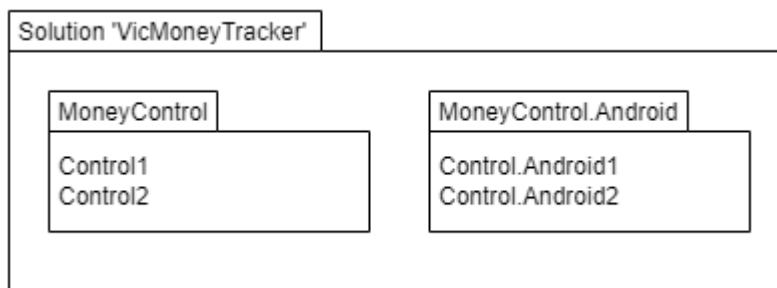 Solution 'VicMoneyTracker'
MoneyControl
Control1
Control2
MoneyControl.Android
Control.Android1
Control.Android2